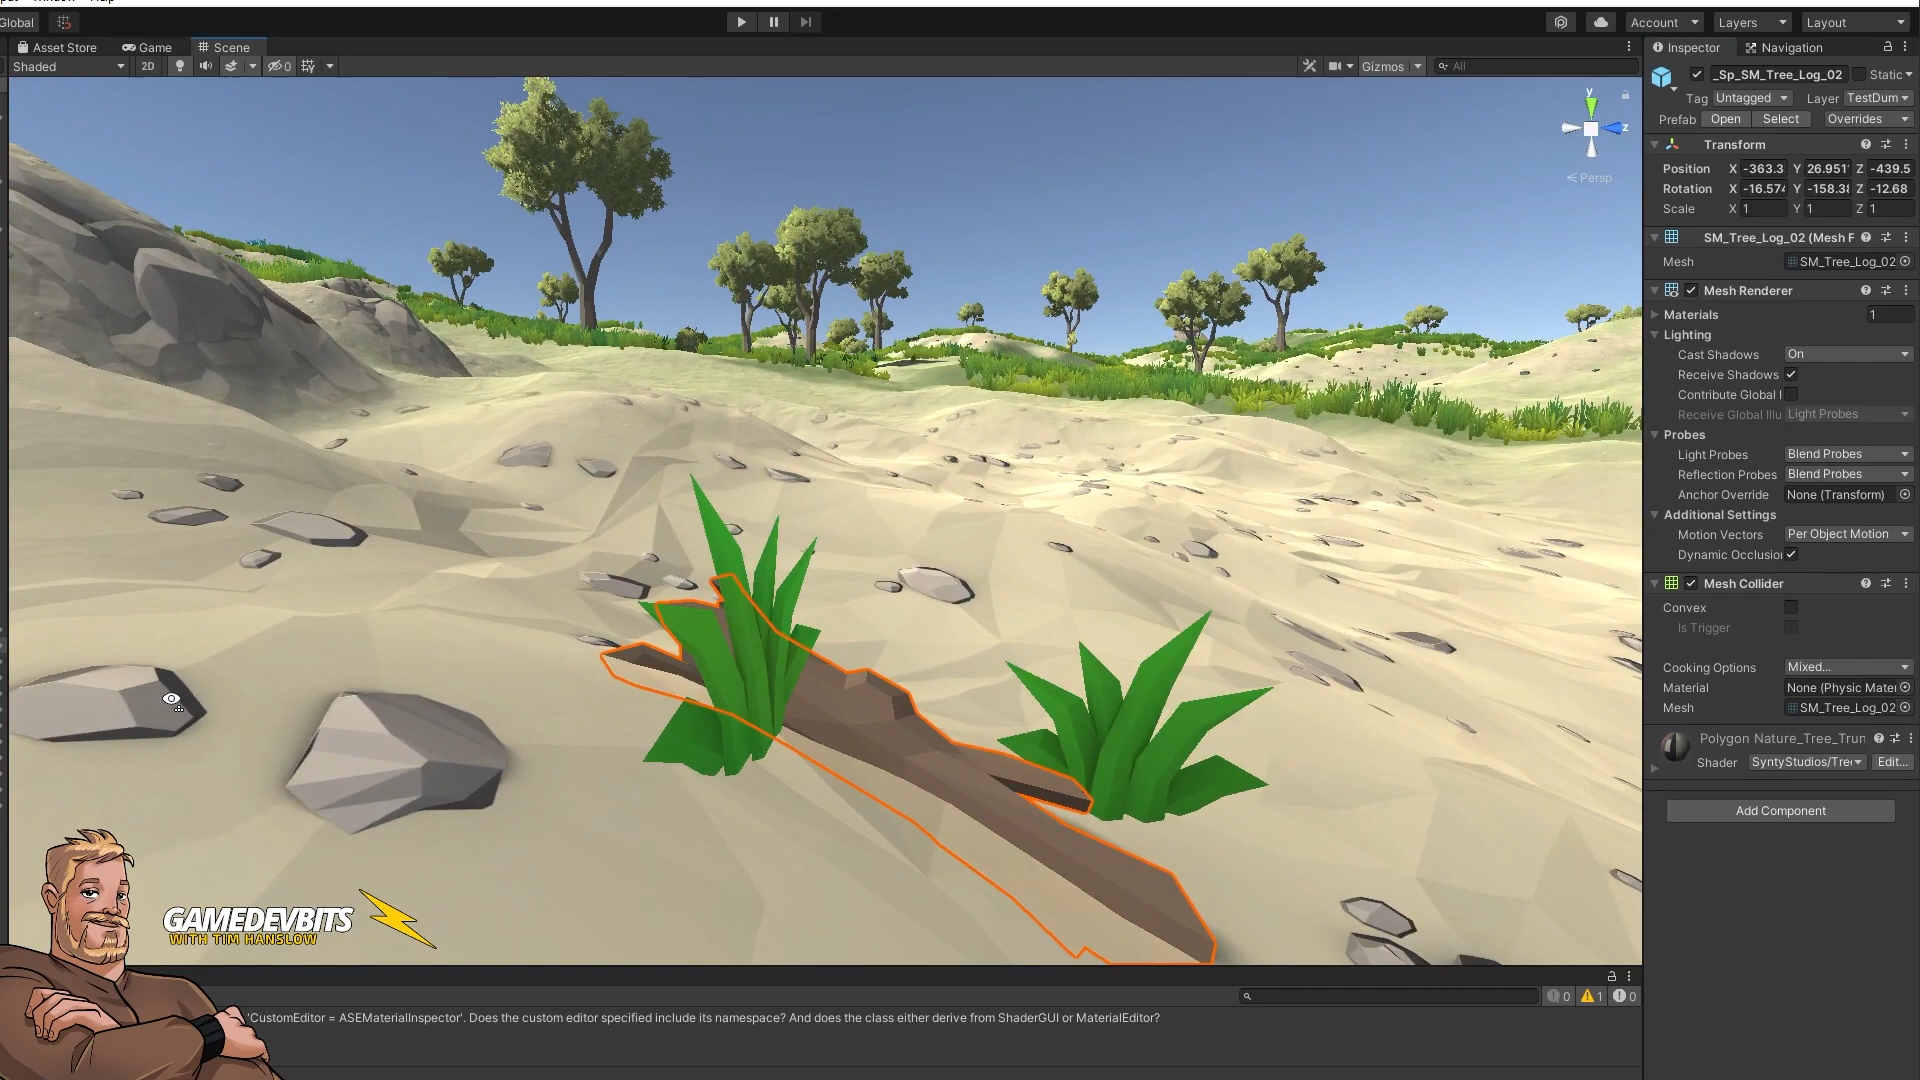 Global
Account
Layers
Layout
Asset Store
Game
Scene
Inspector
Navigation
Shaded
2D
0
Gizmos
All
_Sp_SM_Tree_Log_02
Static
Tag
Untagged
Layer
TestDum
Prefab
Open
Select
Overrides
Transform
Position X -363.3 Y 26.951 Z -439.5
Rotation X -16.574 Y -158.3 Z -12.68
Scale X 1 Y 1 Z 1
SM_Tree_Log_02 (Mesh F
Mesh SM_Tree_Log_02
Mesh Renderer
Materials 1
Lighting
Cast Shadows On
Receive Shadows
Contribute Global I
Receive Global Illu Light Probes
Probes
Light Probes Blend Probes
Reflection Probes Blend Probes
Anchor Override None (Transform)
Additional Settings
Motion Vectors Per Object Motion
Dynamic Occlusio
Mesh Collider
Convex
Is Trigger
Cooking Options Mixed...
Material None (Physic Mate
Mesh SM_Tree_Log_02
Polygon Nature_Tree_Trun
Shader SyntyStudios/Tre
Edit...
Add Component
y
z
Persp
GAMEDEVBITS
WITH TIM HANSLOW
0
1
0
'CustomEditor = ASEMaterialInspector'. Does the custom editor specified include its namespace? And does the class either derive from ShaderGUI or MaterialEditor?